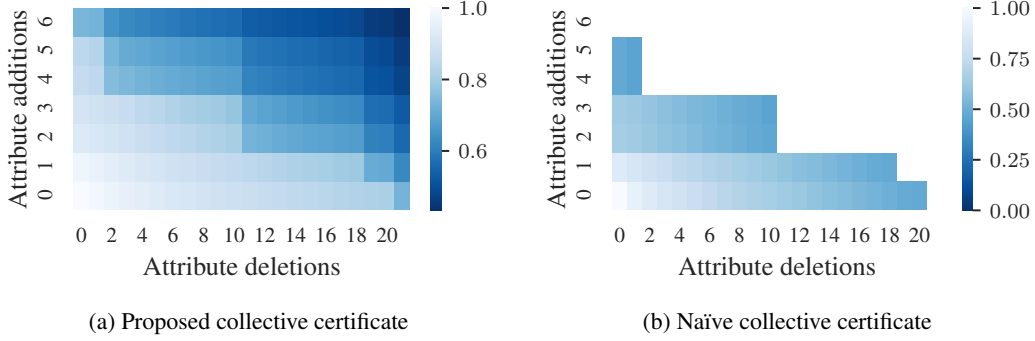 Attribute additions
6
5
4
3
2
1
0
0 2 4 6 8 10 12 14 16 18 20
Attribute deletions
1.0
0.8
0.6
(a) Proposed collective certificate
Attribute additions
6
5
4
3
2
1
0
0 2 4 6 8 10 12 14 16 18 20
Attribute deletions
1.00
0.75
0.50
0.25
0.00
(b) Naïve collective certificate